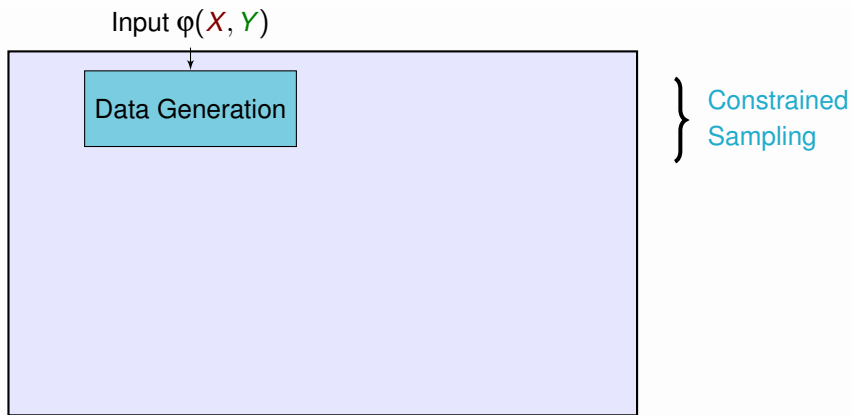 Input φ(X, Y)
Data Generation
Constrained
Sampling